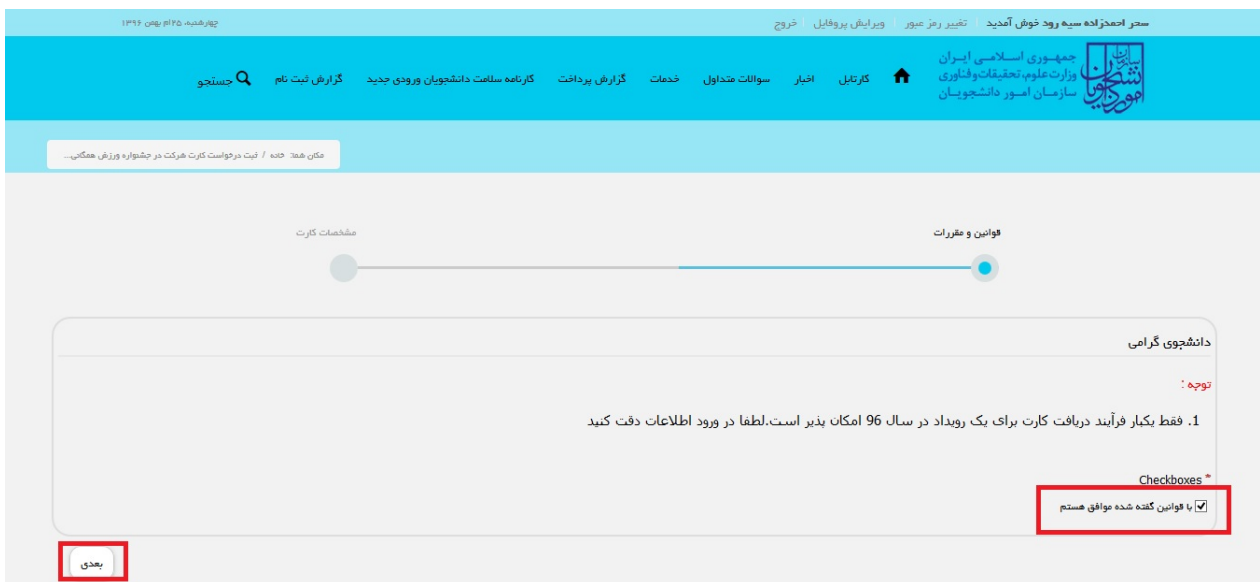 سحر احمدزاده سیه رود خوش آمدید | تغییر رمز عبور | ویرایش پروفایل | خروج
چهارشنبه، ۲۵ام بهمن ۱۳۹۶
سازمان
امور دانشجویان
جمهوری اسلامی ایران
وزارت علوم، تحقیقات و فناوری
سازمان امور دانشجویان
کارتابل اخبار سوالات متداول خدمات گزارش پرداخت کارنامه سلامت دانشجویان ورودی جدید گزارش ثبت نام جستجو
مکان شما: خانه / ثبت درخواست کارت شرکت در جشنواره ورزش همگانی...
قوانین و مقررات
مشخصات کارت
دانشجوی گرامی
توجه :
1. فقط یکبار فرآیند دریافت کارت برای یک رویداد در سال 96 امکان پذیر است.لطفا در ورود اطلاعات دقت کنید
* Checkboxes
با قوانین گفته شده موافق هستم
بعدی